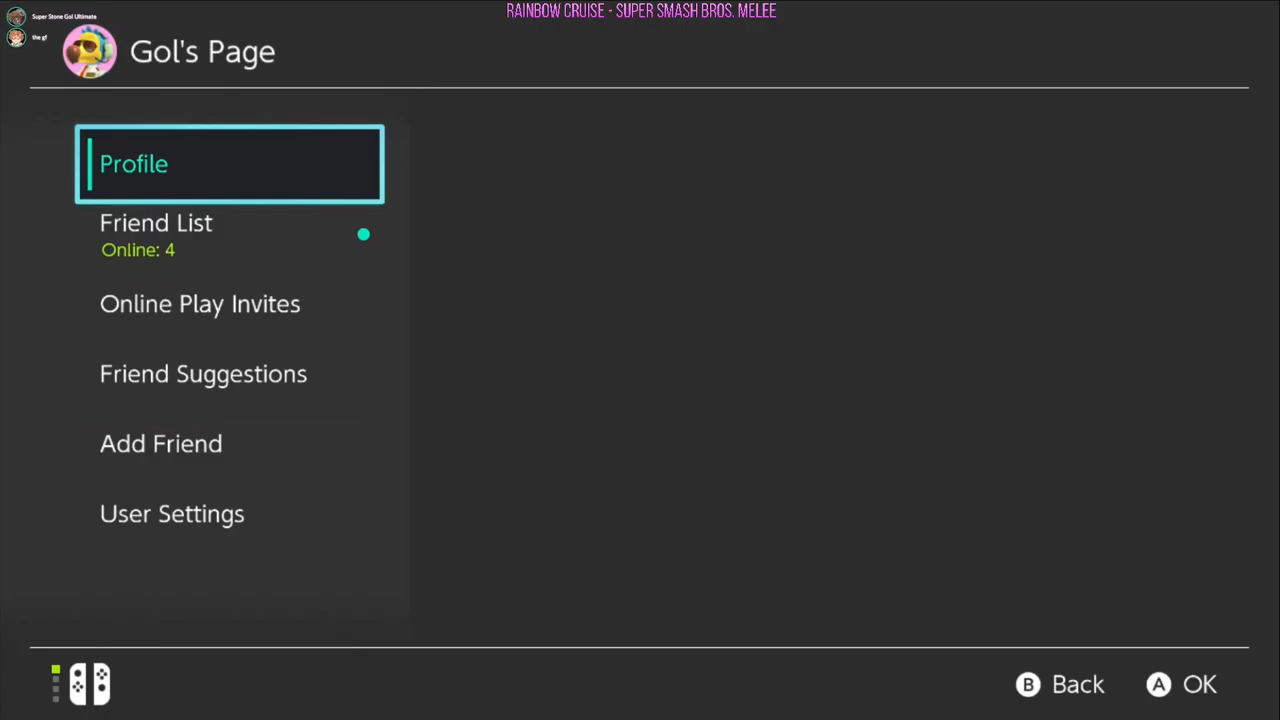 RAINBOW CRUISE - SUPER SMASH BROS. MELEE
Super Stone Gol Ultimate
the gf
Gol's Page
Profile
Friend List
Online: 4
Online Play Invites
Friend Suggestions
Add Friend
User Settings
B Back
A OK